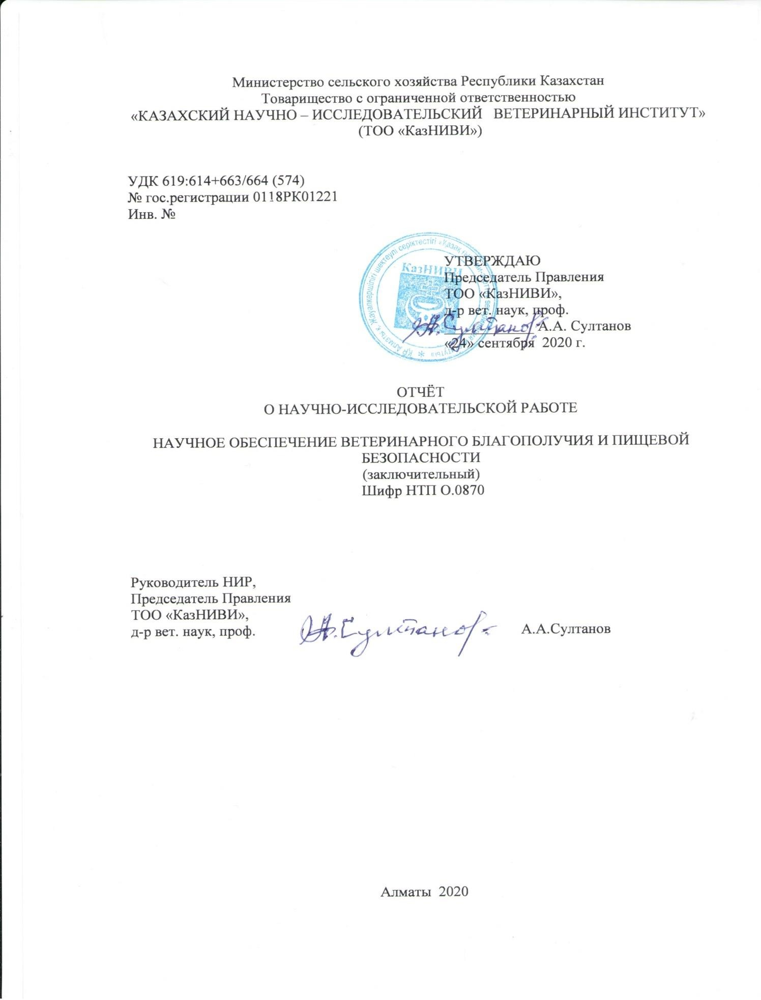 Министерство сельского хозяйства Республики Казахстан
Товарищество с ограниченной ответственностью
«КАЗАХСКИЙ НАУЧНО – ИССЛЕДОВАТЕЛЬСКИЙ ВЕТЕРИНАРНЫЙ ИНСТИТУТ»
(ТОО «КазНИВИ»)
УДК 619:614+663/664 (574)
№ гос.регистрации 0118РК01221
Инв. №
жауапкершілігі шектеулі серіктестігі «Қазақ
ҚР Алматы қ.
КазНИВИ
УТВЕРЖДАЮ
Председатель Правления
ТОО «КазНИВИ»,
д-р вет. наук, проф.
А.Султанов А.А. Султанов
«24» сентября 2020 г.
ОТЧЁТ
О НАУЧНО-ИССЛЕДОВАТЕЛЬСКОЙ РАБОТЕ
НАУЧНОЕ ОБЕСПЕЧЕНИЕ ВЕТЕРИНАРНОГО БЛАГОПОЛУЧИЯ И ПИЩЕВОЙ
БЕЗОПАСНОСТИ
(заключительный)
Шифр НТП О.0870
Руководитель НИР,
Председатель Правления
ТОО «КазНИВИ»,
д-р вет. наук, проф. А.Султанов А.А.Султанов
Алматы 2020